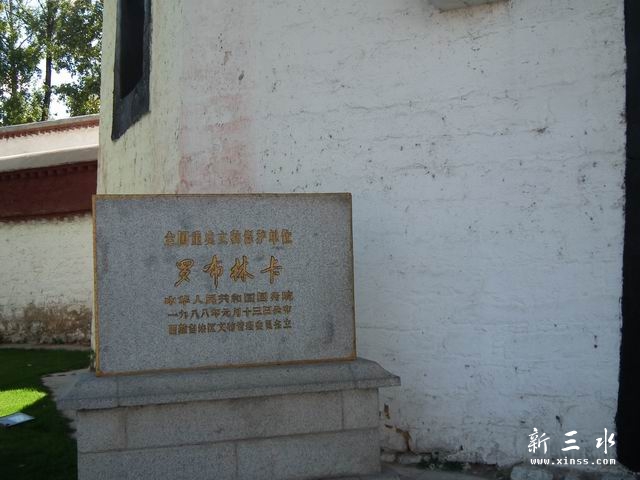 全国重点文物保护单位
罗布林卡
中华人民共和国国务院
一九八八年元月十三日公布
西藏自治区文物管理委员会立
新三水
www.xinss.com